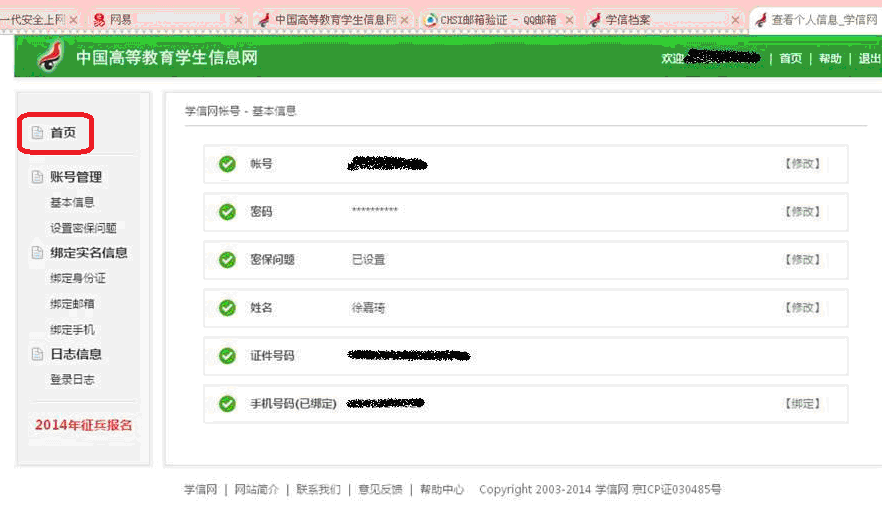 一代安全上网 网易 中国高等教育学生信息网 CHSI邮箱验证 - QQ邮箱 学信档案 查看个人信息_学信网
中国高等教育学生信息网 欢迎 | 首页 | 帮助 | 退出
首页
账号管理
基本信息
设置密保问题
绑定实名信息
绑定身份证
绑定邮箱
绑定手机
日志信息
登录日志
2014年征兵报名
学信网帐号 - 基本信息
帐号 【修改】
密码 ********** 【修改】
密保问题 已设置 【修改】
姓名 徐嘉琦 【修改】
证件号码
手机号码(已绑定) 【绑定】
学信网 | 网站简介 | 联系我们 | 意见反馈 | 帮助中心 Copyright 2003-2014 学信网 京ICP证030485号